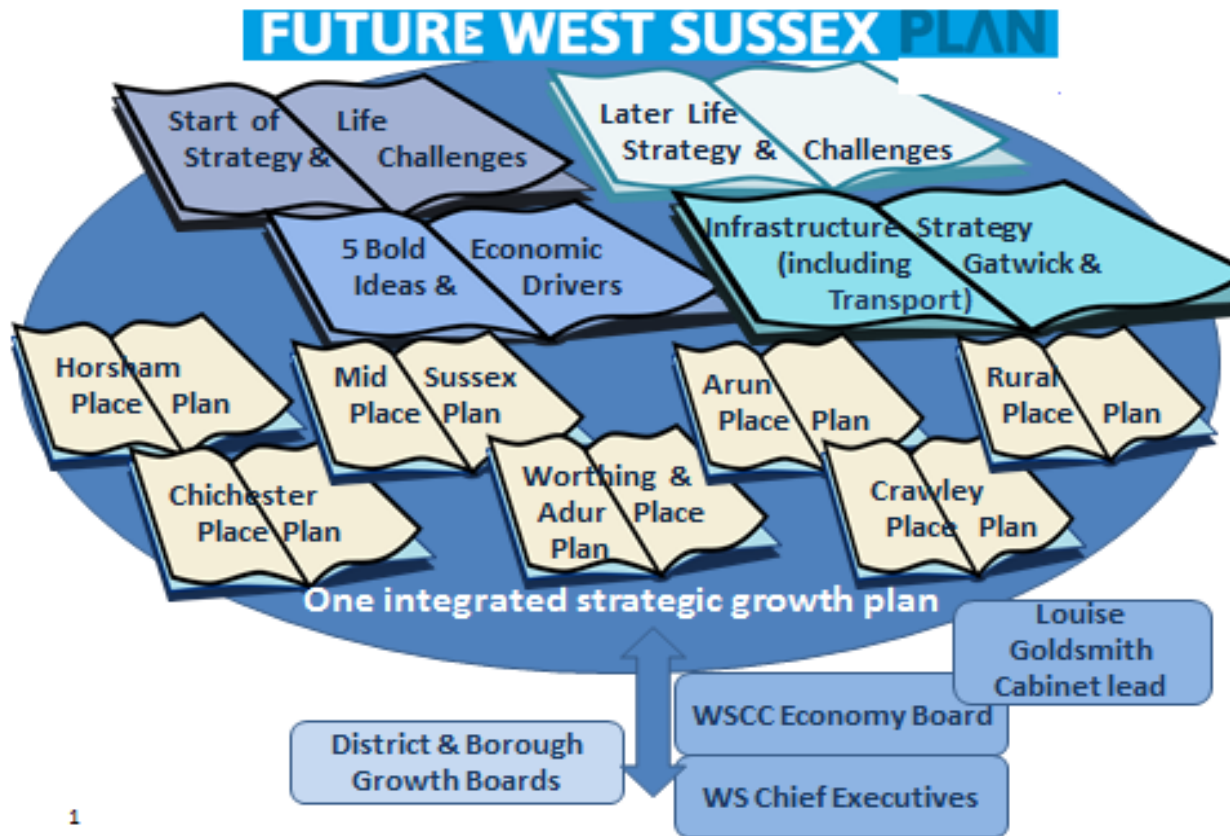 FUTURE WEST SUSSEX PLAN
Start of Life
Strategy & Challenges
Later Life
Strategy & Challenges
5 Bold Economic
Ideas & Drivers
Infrastructure Strategy
(including Gatwick &
Transport)
Horsham
Place Plan
Mid Sussex
Place Plan
Arun
Place Plan
Rural
Place Plan
Chichester
Place Plan
Worthing &
Adur Place
Plan
Crawley
Place Plan
One integrated strategic growth plan
Louise
Goldsmith
Cabinet lead
WSCC Economy Board
District & Borough
Growth Boards
WS Chief Executives
1